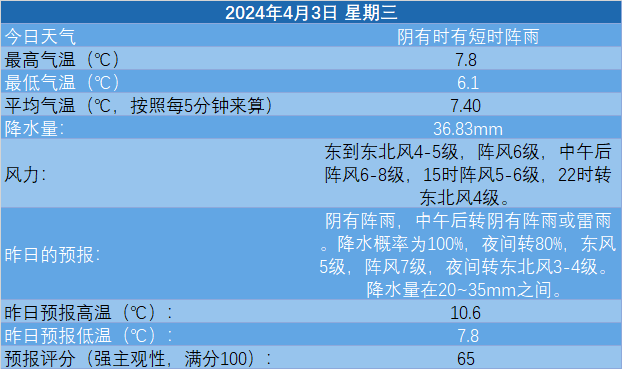 2024年4月3日 星期三
今日天气 阴有时有短时阵雨
最高气温（℃） 7.8
最低气温（℃） 6.1
平均气温（℃，按照每5分钟来算） 7.40
降水量： 36.83mm
风力：
东到东北风4-5级，阵风6级，中午后
阵风6-8级，15时阵风5-6级，22时转
东北风4级。
昨日的预报：
阴有阵雨，中午后转阴有阵雨或雷雨
。降水概率为100%，夜间转80%，东风
5级，阵风7级，夜间转东北风3-4级。
降水量在20~35mm之间。
昨日预报高温（℃）： 10.6
昨日预报低温（℃）： 7.8
预报评分（强主观性，满分100）： 65